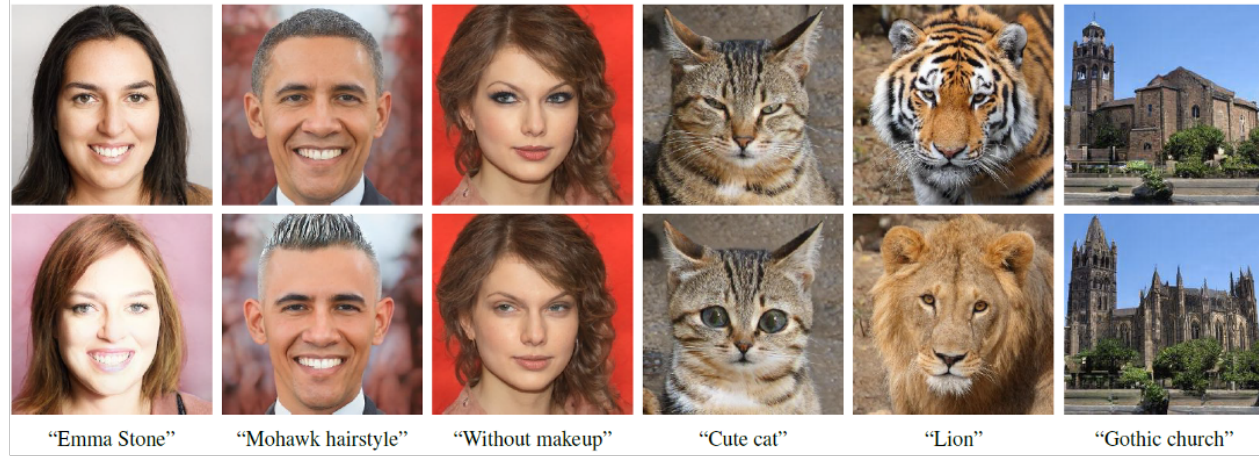 “Emma Stone” “Mohawk hairstyle” “Without makeup” “Cute cat” “Lion” “Gothic church”